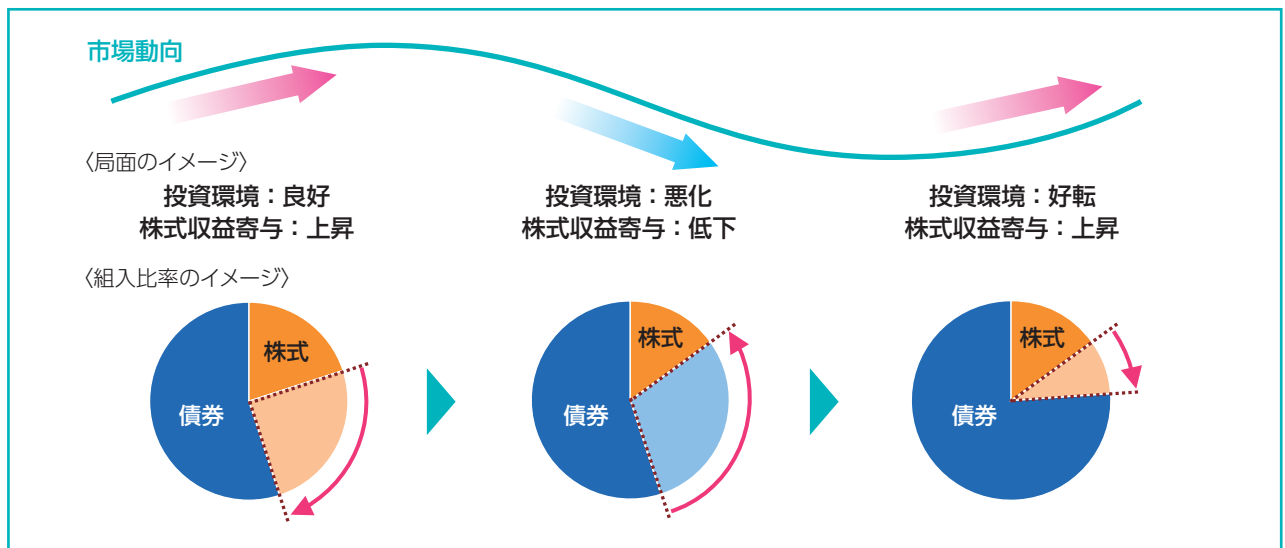 市場動向
〈局面のイメージ〉
投資環境：良好
株式収益寄与：上昇
投資環境：悪化
株式収益寄与：低下
投資環境：好転
株式収益寄与：上昇
〈組入比率のイメージ〉
株式
債券
株式
債券
株式
債券